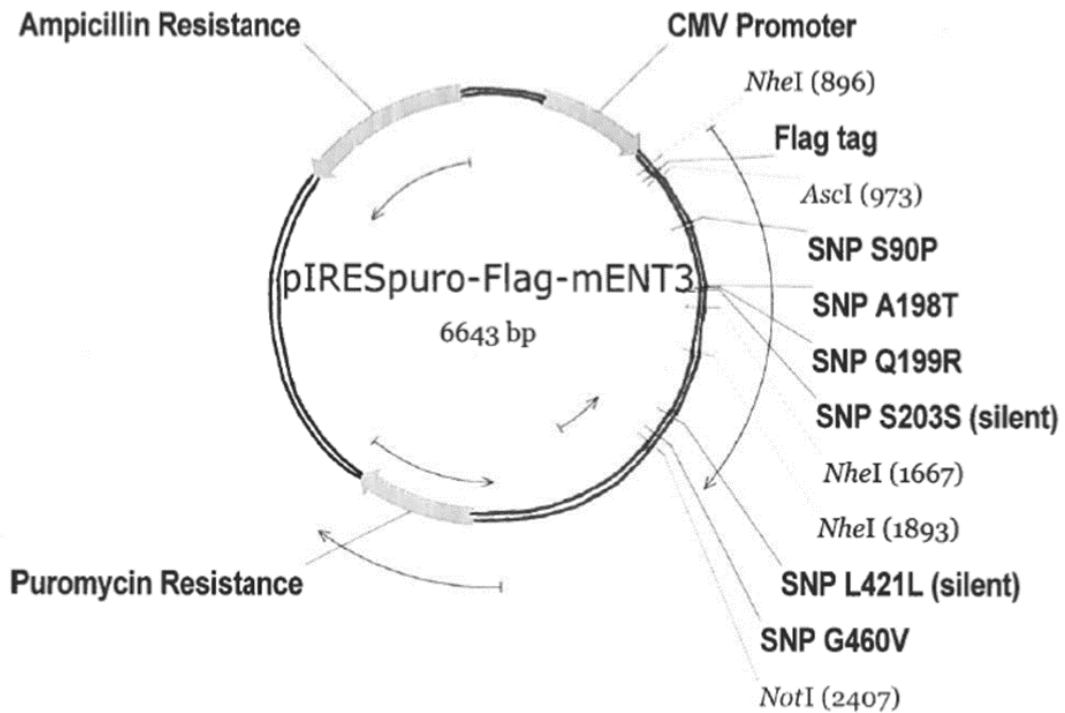 Ampicillin Resistance
CMV Promoter
NheI (896)
Flag tag
AscI (973)
SNP S90P
pIRESpuro-Flag-mENT3
SNP A198T
6643 bp
SNP Q199R
SNP S203S (silent)
NheI (1667)
NheI (1893)
Puromycin Resistance
SNP L421L (silent)
SNP G460V
NotI (2407)